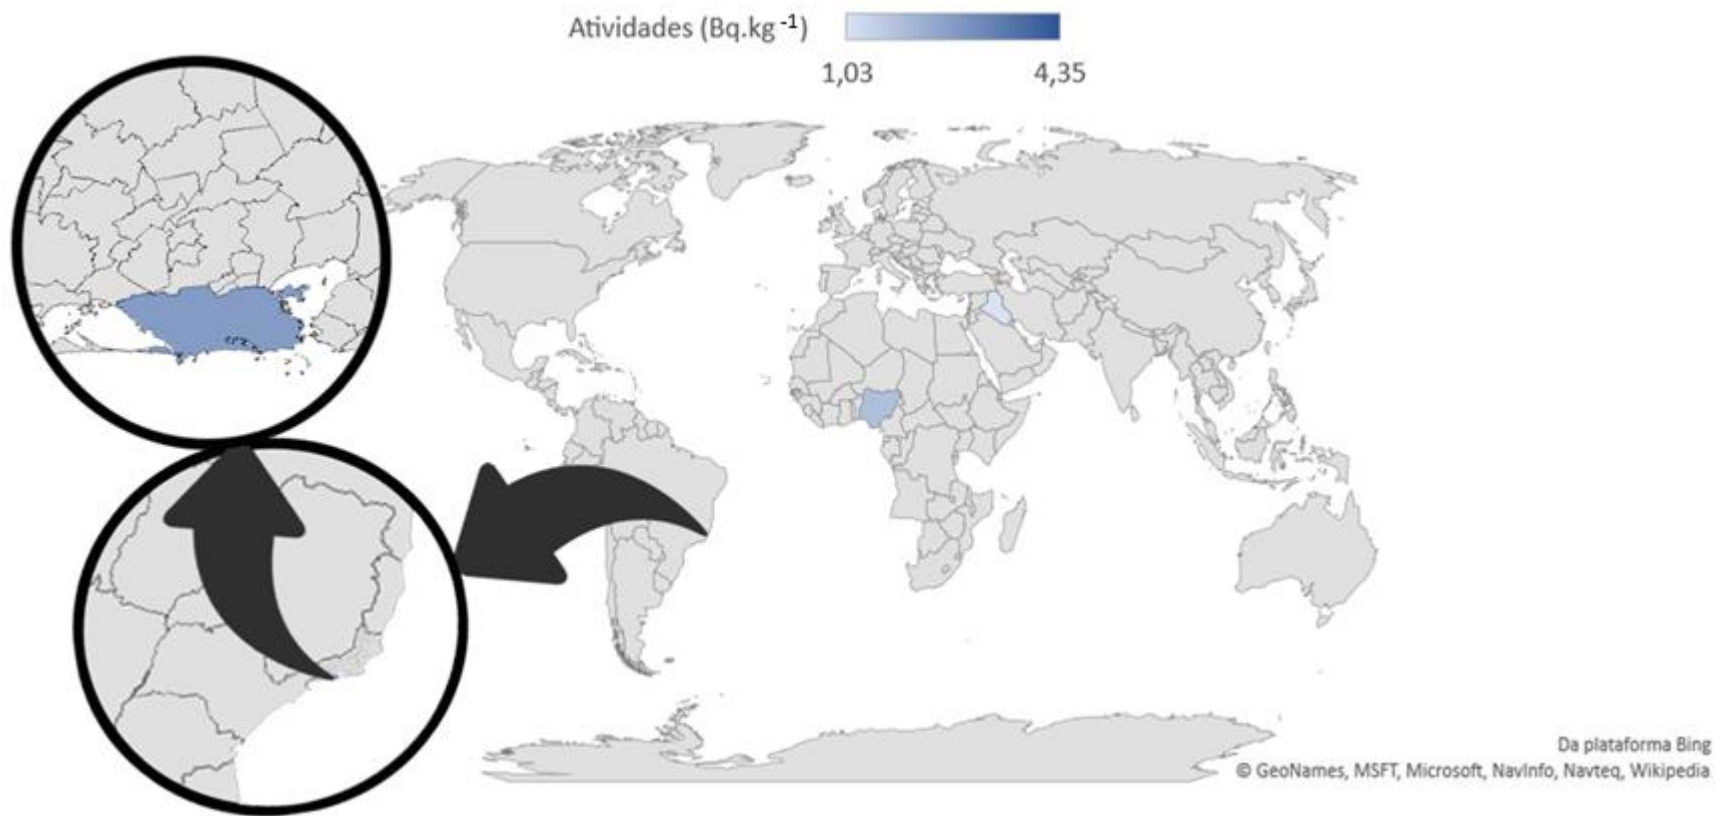 Atividades (Bq.kg⁻¹)
1,03 4,35
Da plataforma Bing
© GeoNames, MSFT, Microsoft, NavInfo, Navteq, Wikipedia